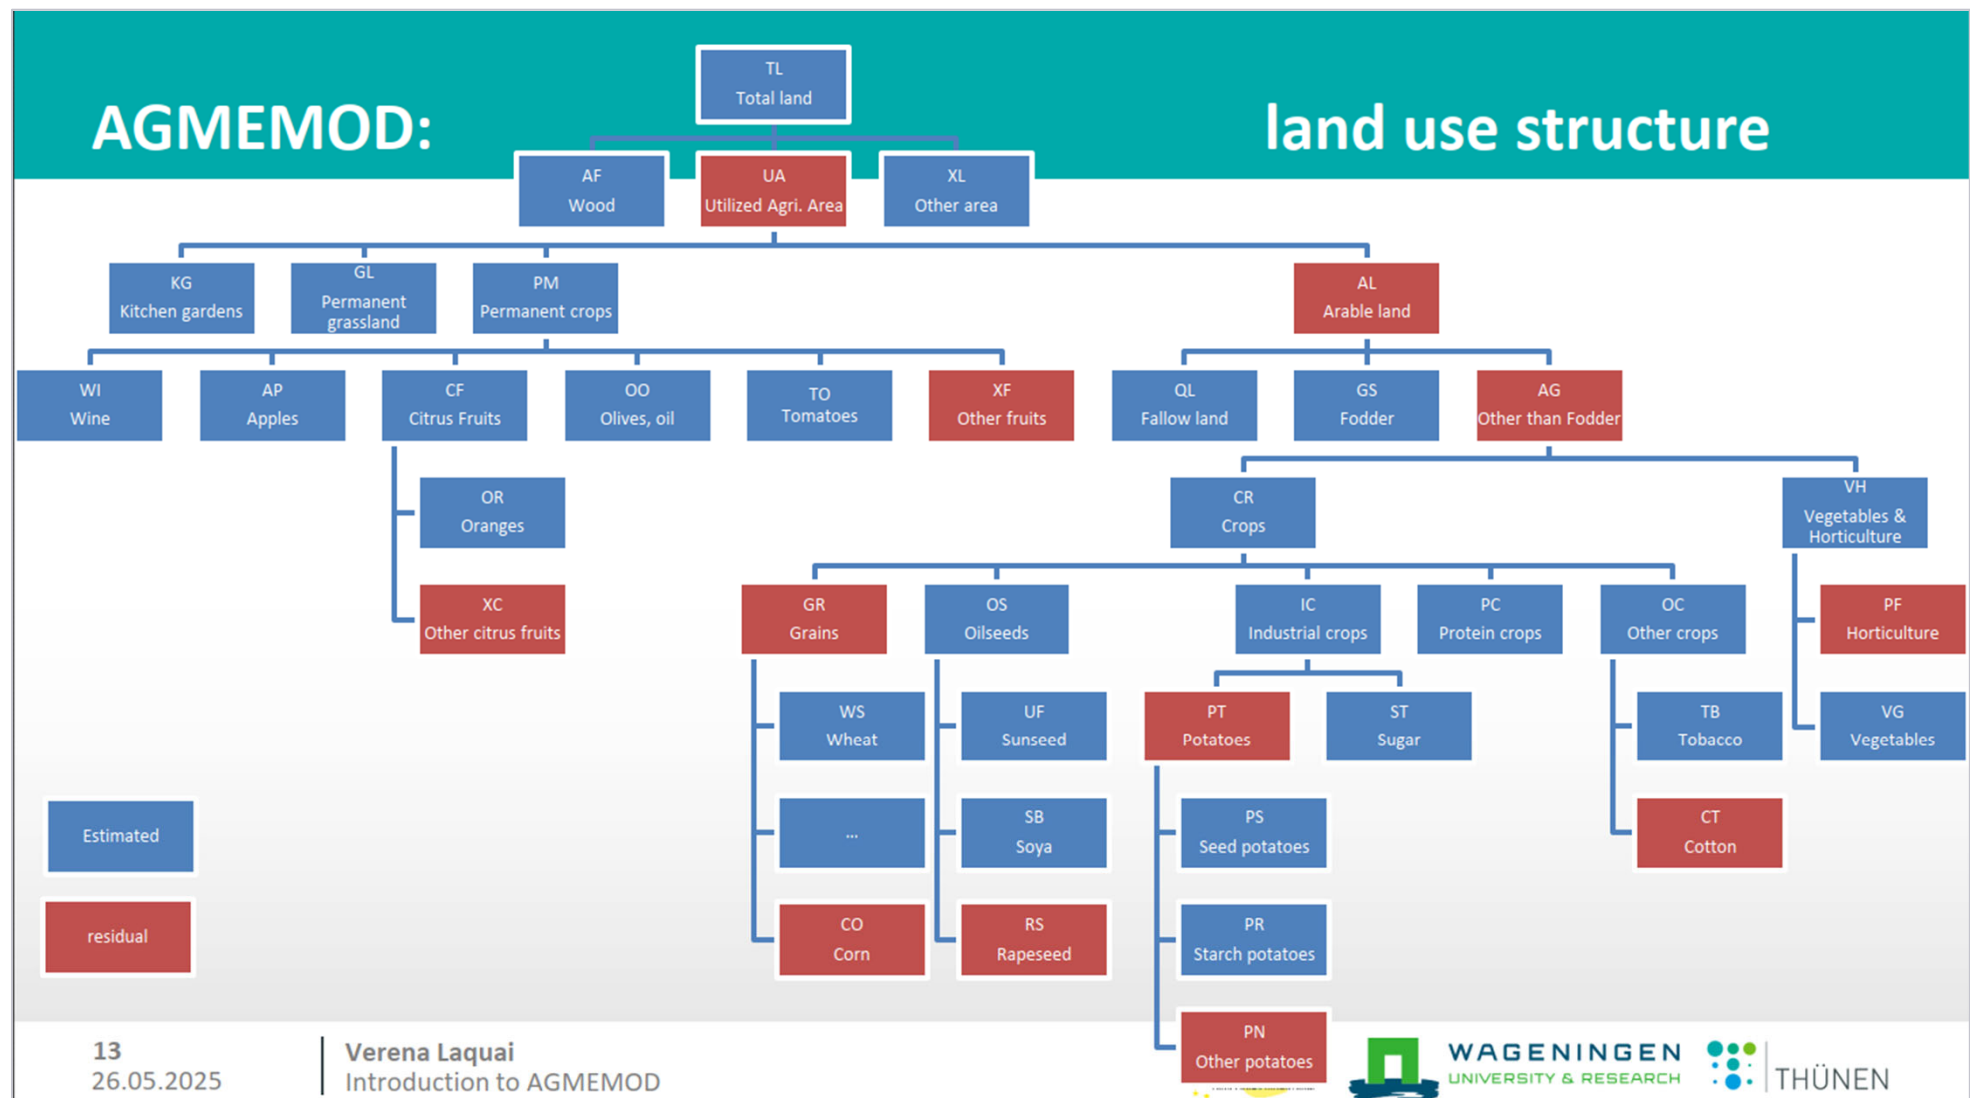 AGMEMOD:
land use structure
TL
Total land
AF
Wood
UA
Utilized Agri. Area
XL
Other area
KG
Kitchen gardens
GL
Permanent
grassland
PM
Permanent crops
AL
Arable land
WI
Wine
AP
Apples
CF
Citrus Fruits
OO
Olives, oil
TO
Tomatoes
XF
Other fruits
QL
Fallow land
GS
Fodder
AG
Other than Fodder
OR
Oranges
CR
Crops
VH
Vegetables &
Horticulture
XC
Other citrus fruits
GR
Grains
OS
Oilseeds
IC
Industrial crops
PC
Protein crops
OC
Other crops
PF
Horticulture
WS
Wheat
UF
Sunseed
PT
Potatoes
ST
Sugar
TB
Tobacco
VG
Vegetables
Estimated
...
SB
Soya
PS
Seed potatoes
CT
Cotton
residual
CO
Corn
RS
Rapeseed
PR
Starch potatoes
PN
Other potatoes
13
26.05.2025
Verena Laquai
Introduction to AGMEMOD
WAGENINGEN
UNIVERSITY & RESEARCH
THÜNEN